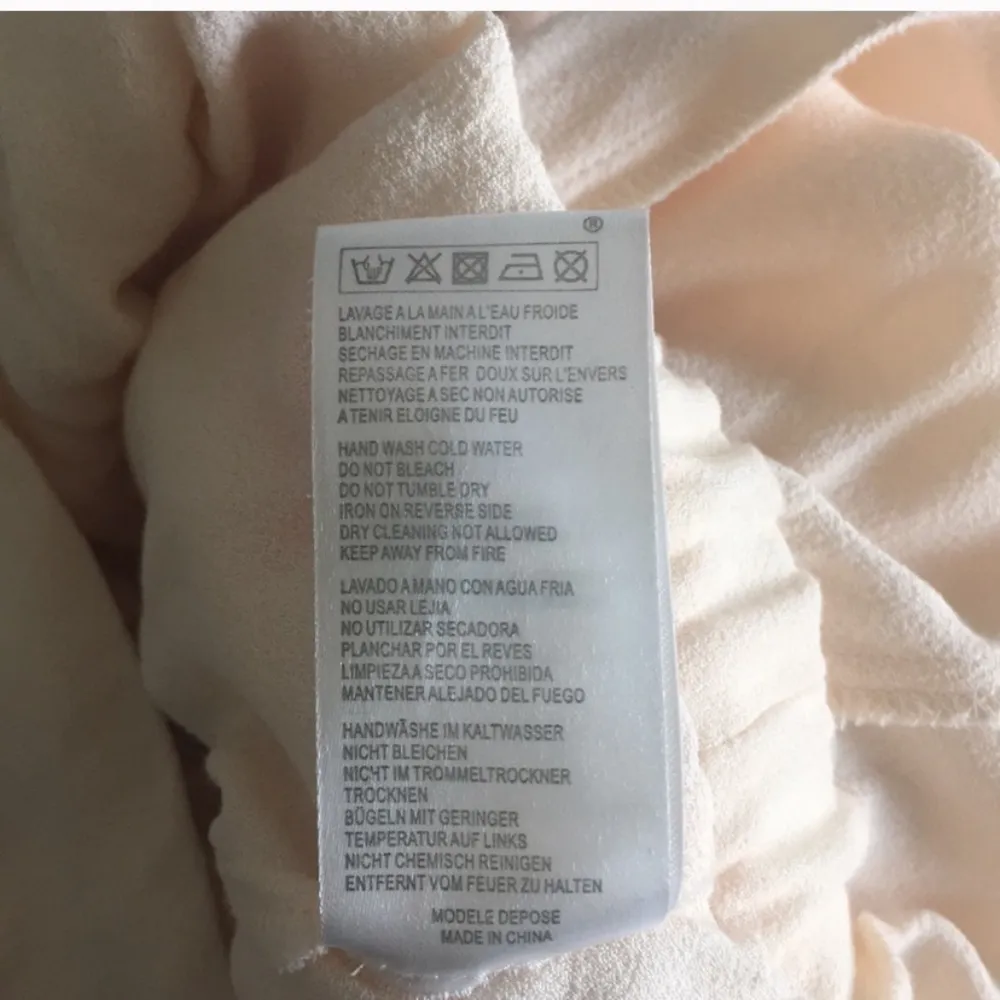 ®
LAVAGE A LA MAIN A L'EAU FROIDE
BLANCHIMENT INTERDIT
SECHAGE EN MACHINE INTERDIT
REPASSAGE A FER DOUX SUR L'ENVERS
NETTOYAGE A SEC NON AUTORISE
A TENIR ELOIGNE DU FEU
HAND WASH COLD WATER
DO NOT BLEACH
DO NOT TUMBLE DRY
IRON ON REVERSE SIDE
DRY CLEANING NOT ALLOWED
KEEP AWAY FROM FIRE
LAVADO A MANO CON AGUA FRIA
NO USAR LEJIA
NO UTILIZAR SECADORA
PLANCHAR POR EL REVES
LIMPIEZA A SECO PROHIBIDA
MANTENER ALEJADO DEL FUEGO
HANDWÃSHE IM KALTWASSER
NICHT BLEICHEN
NICHT IM TROMMELTROCKNER
TROCKNEN
BÜGELN MIT GERINGER
TEMPERATUR AUF LINKS
NICHT CHEMISCH REINIGEN
ENTFERNT VOM FEUER ZU HALTEN
MODELE DEPOSE
MADE IN CHINA